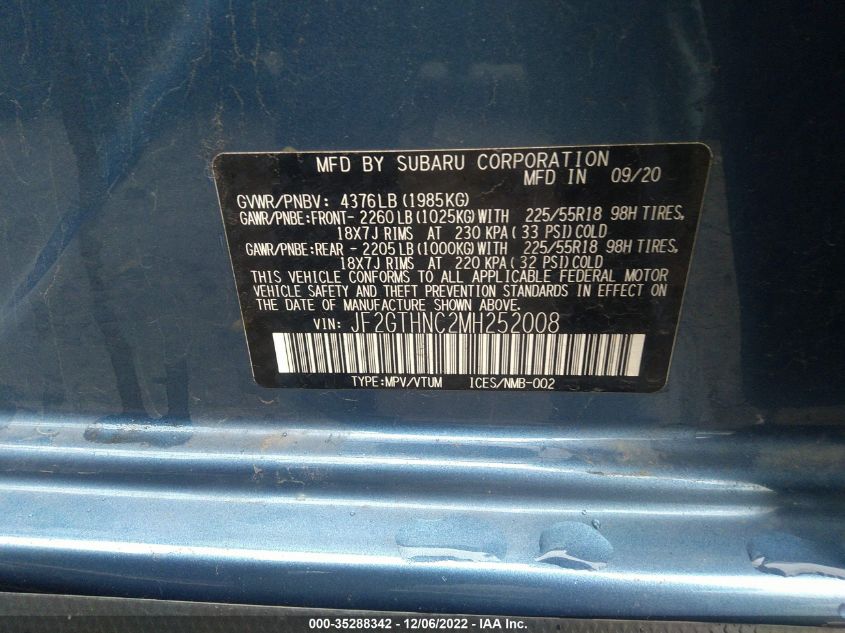 MFD BY SUBARU CORPORATION
MFD IN 09/20
GVWR/PNBV: 4376LB(1985KG)
GAWR/PNBE:FRONT- 2260LB(1025KG)WITH 225/55R18 98H TIRES,
18X7J RIMS AT 230 KPA( 33 PSI)COLD
GAWR/PNBE:REAR - 2205LB(1000KG)WITH 225/55R18 98H TIRES,
18X7J RIMS AT 220 KPA( 32 PSI)COLD
THIS VEHICLE CONFORMS TO ALL APPLICABLE FEDERAL MOTOR
VEHICLE SAFETY AND THEFT PREVENTION STANDARDS IN EFFECT ON
THE DATE OF MANUFACTURE SHOWN ABOVE.
VIN: JF2GTHNC2MH252008
TYPE:MPV/VTUM ICES/NMB-002
000-35288342 - 12/06/2022 - IAA Inc.